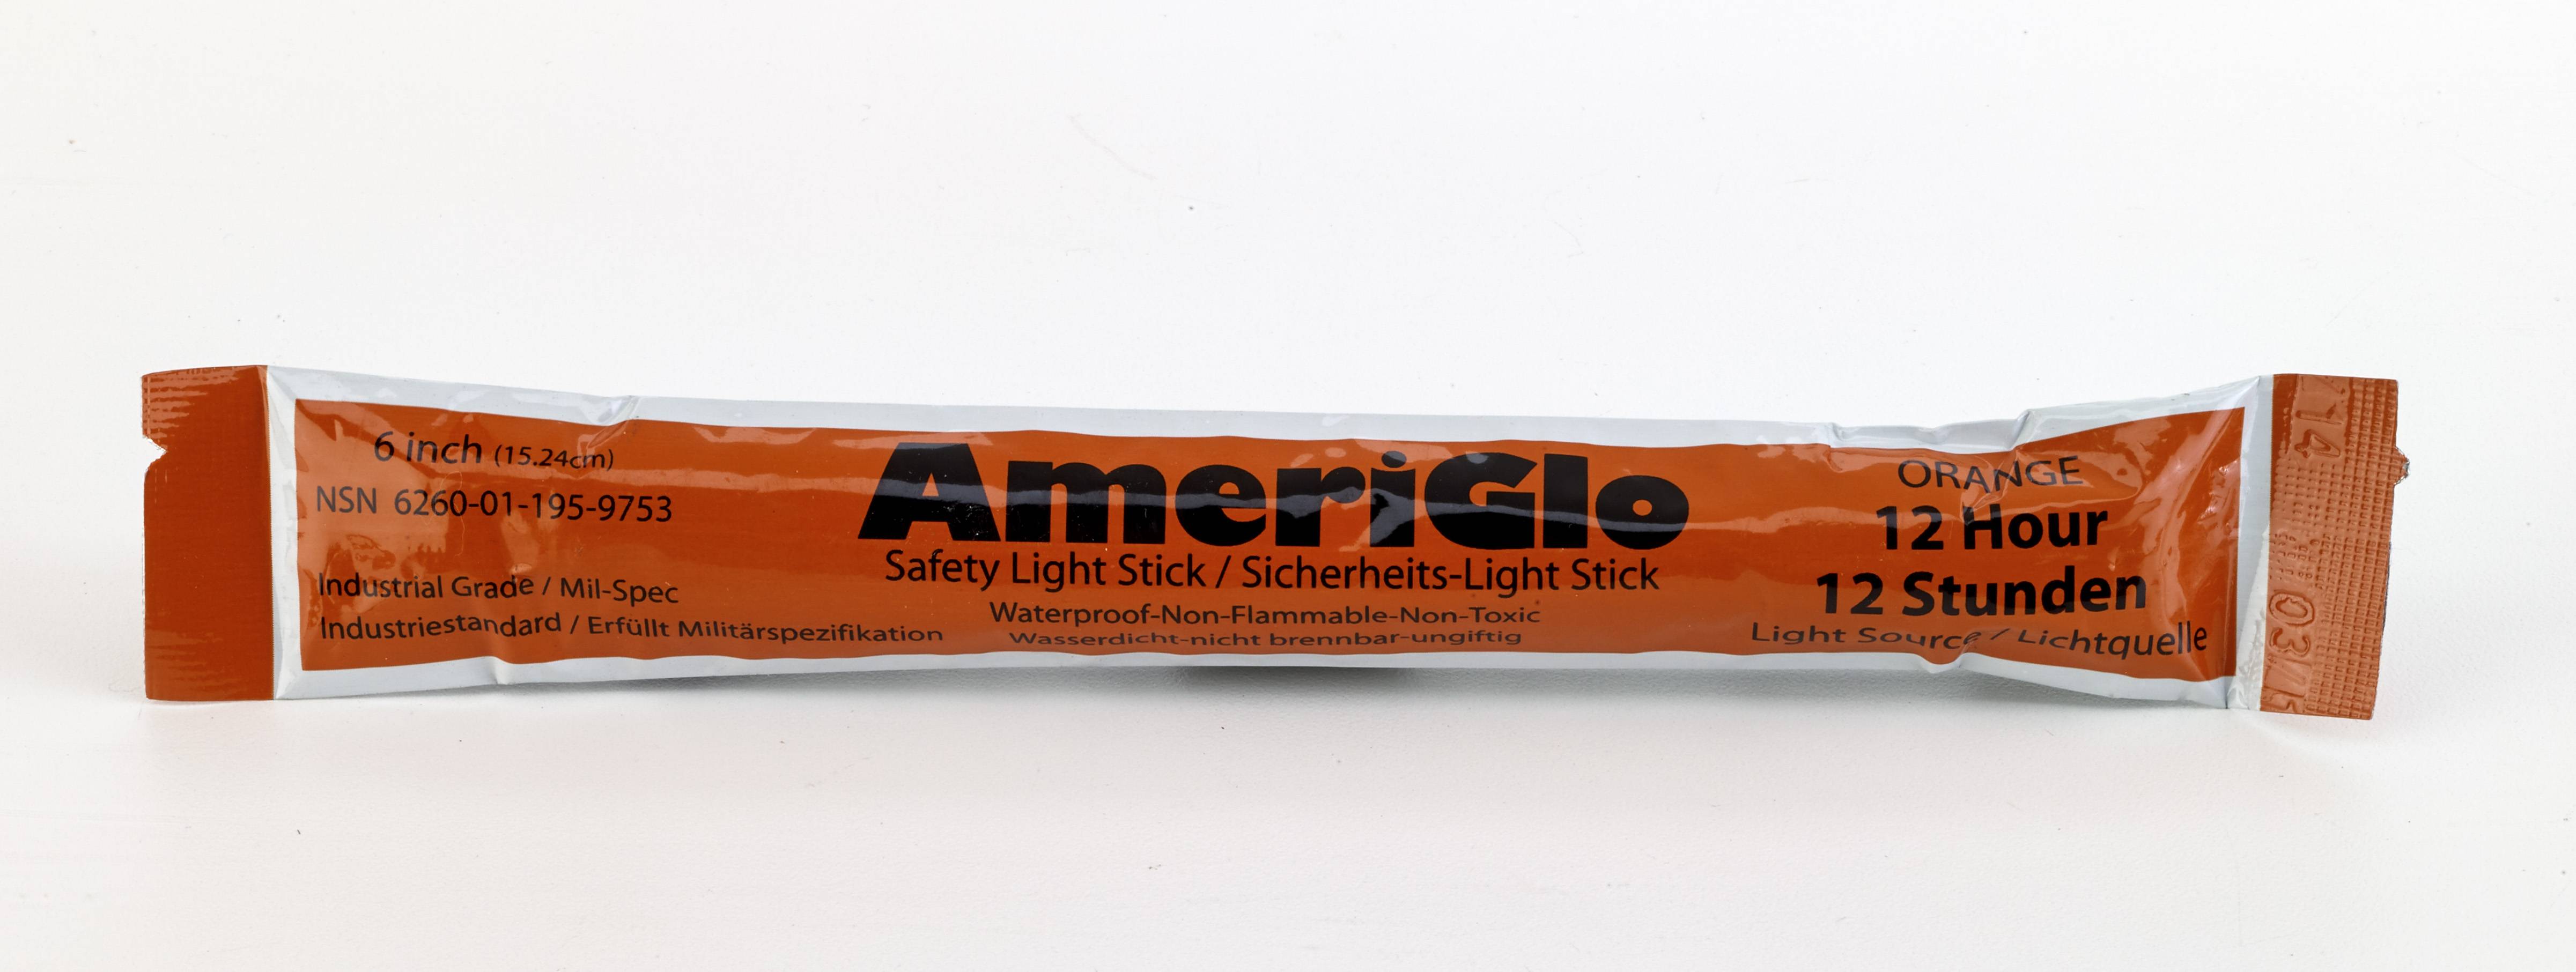 6 inch (15.24cm)
NSN 6260-01-195-9753
Industrial Grade / Mil-Spec
Industriestandard / Erfüllt Militärspezifikation
AmeriGlo
Safety Light Stick / Sicherheits-Light Stick
Waterproof-Non-Flammable-Non-Toxic
Wasserdicht-nicht brennbar-ungiftig
ORANGE
12 Hour
12 Stunden
Light Source / Lichtquelle